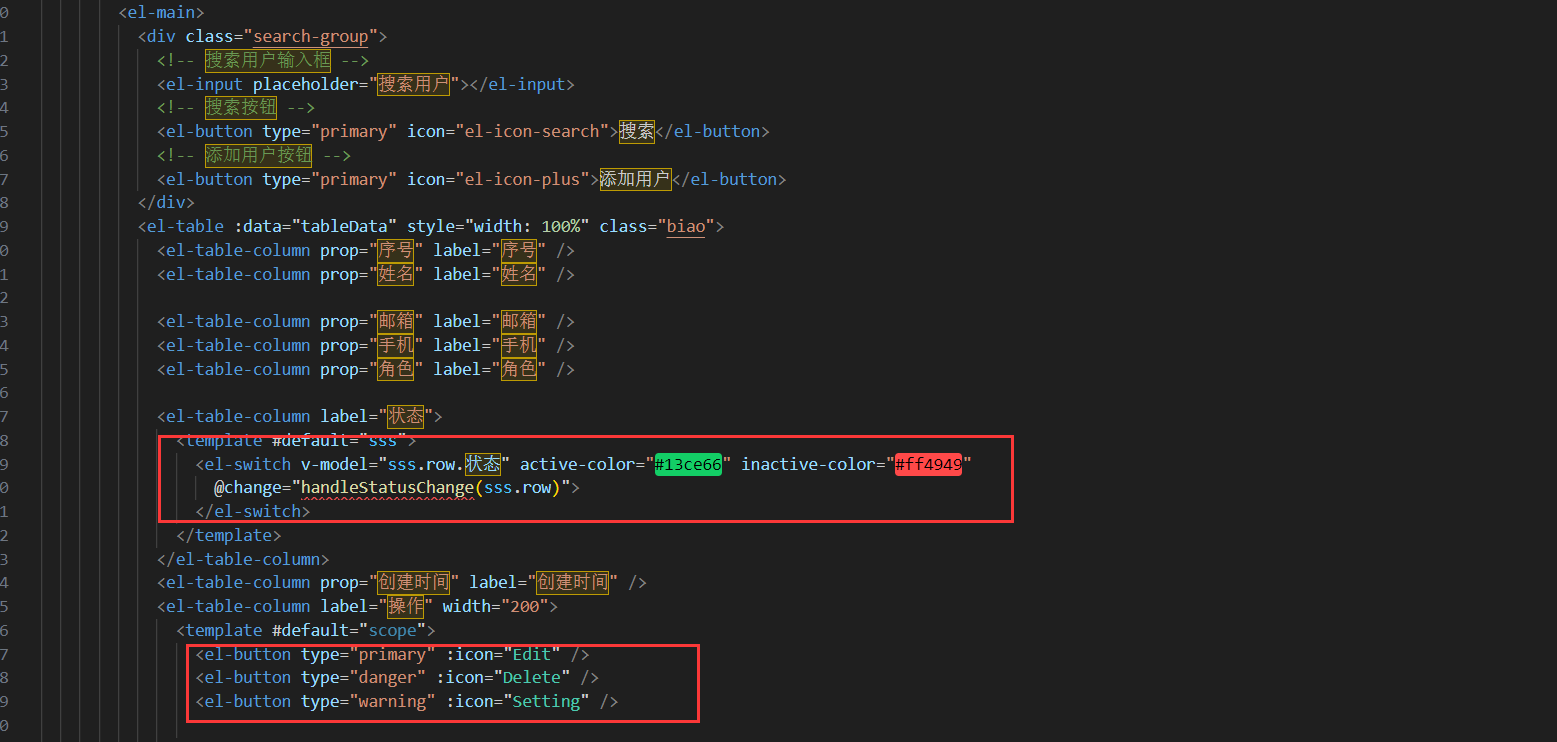 0 <el-main>
1 <div class="search-group">
2 <!-- 搜索用户输入框 -->
3 <el-input placeholder="搜索用户"></el-input>
4 <!-- 搜索按钮 -->
5 <el-button type="primary" icon="el-icon-search">搜索</el-button>
6 <!-- 添加用户按钮 -->
7 <el-button type="primary" icon="el-icon-plus">添加用户</el-button>
8 </div>
9 <el-table :data="tableData" style="width: 100%" class="biao">
0 <el-table-column prop="序号" label="序号" />
1 <el-table-column prop="姓名" label="姓名" />
2
3 <el-table-column prop="邮箱" label="邮箱" />
4 <el-table-column prop="手机" label="手机" />
5 <el-table-column prop="角色" label="角色" />
6
7 <el-table-column label="状态">
8 <template #default="sss">
9 <el-switch v-model="sss.row.状态" active-color="#13ce66" inactive-color="#ff4949"
0 @change="handleStatusChange(sss.row)">
1 </el-switch>
2 </template>
3 </el-table-column>
4 <el-table-column prop="创建时间" label="创建时间" />
5 <el-table-column label="操作" width="200">
6 <template #default="scope">
7 <el-button type="primary" :icon="Edit" />
8 <el-button type="danger" :icon="Delete" />
9 <el-button type="warning" :icon="Setting" />
0